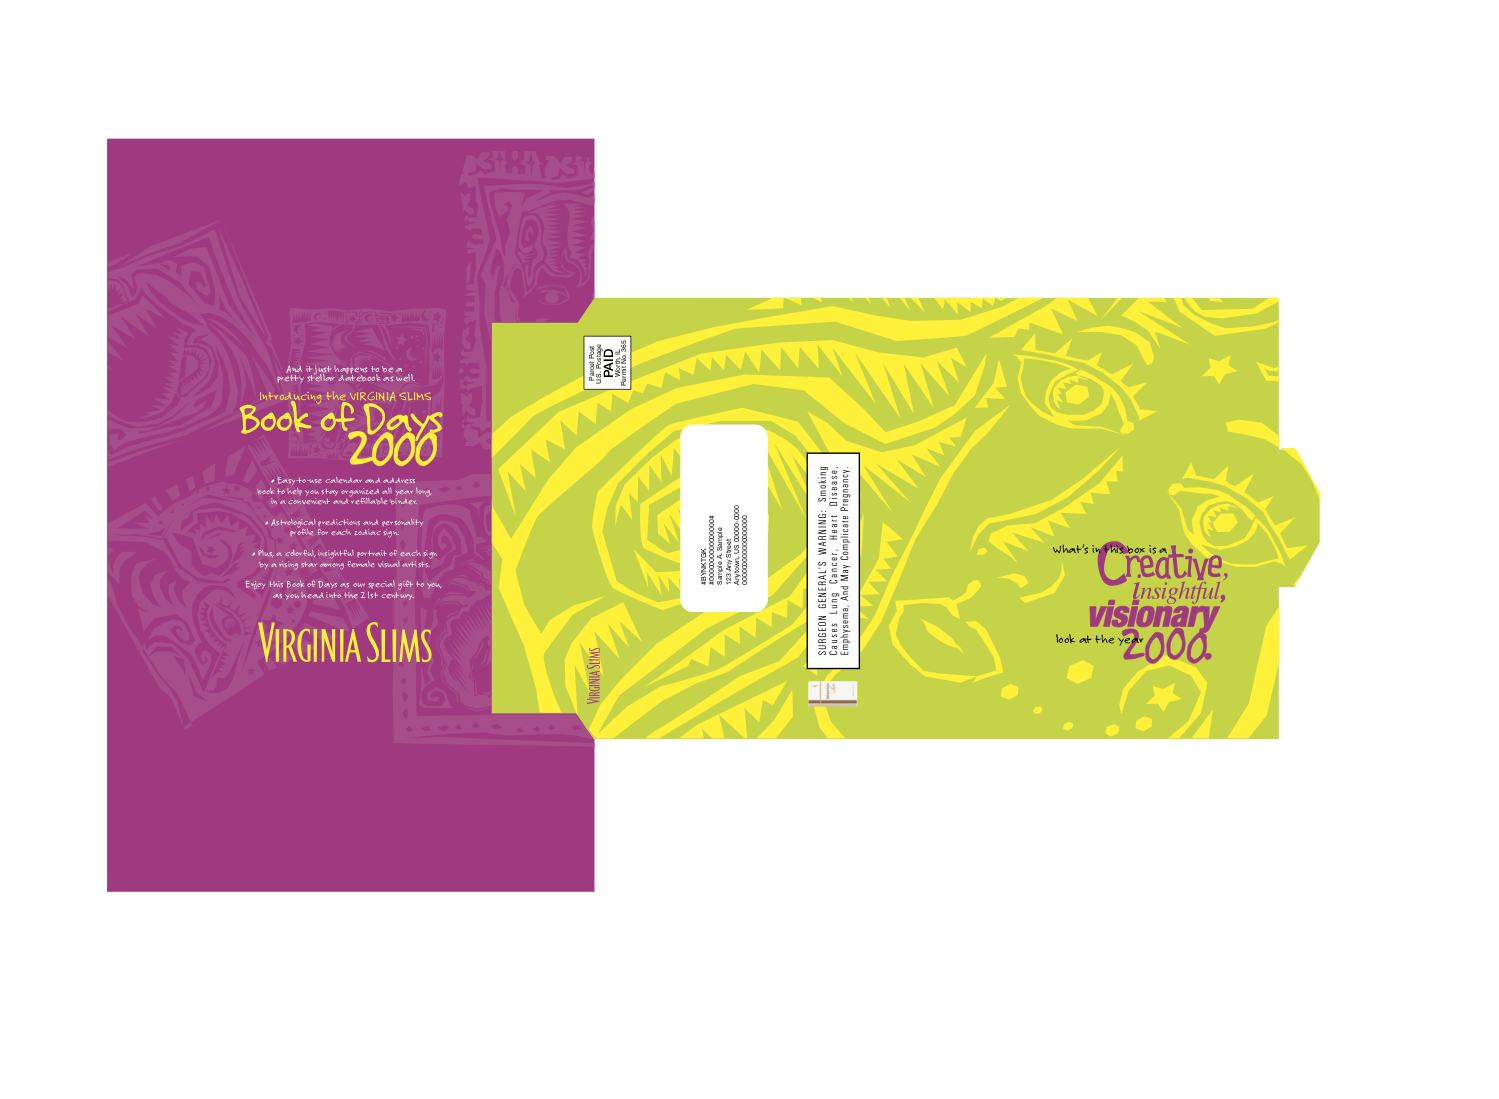 And it just happens to be a
pretty stellar datebook as well.
Introducing the VIRGINIA SLIMS
Book of Days
2000
• Easy-to-use calendar and address
book to help you stay organized all year long,
in a convenient and refillable binder.
• Astrological predictions and personality
profile for each zodiac sign.
• Plus, a colorful, insightful portrait of each sign
by a rising star among female visual artists.
Enjoy this Book of Days as our special gift to you,
as you head into the 21st century.
VIRGINIA SLIMS
Parcel Post
U.S. Postage
PAID
Worth, IL
Permit No. 365
VIRGINIA SLIMS
#BYNKTGK
Sample A. Sample
123 Any Street
Anytown, US 00000-0000
SURGEON GENERAL'S WARNING: Smoking
Causes Lung Cancer, Heart Disease,
Emphysema, And May Complicate Pregnancy.
What's in this box is a
Creative,
Insightful,
visionary
look at the year
2000.